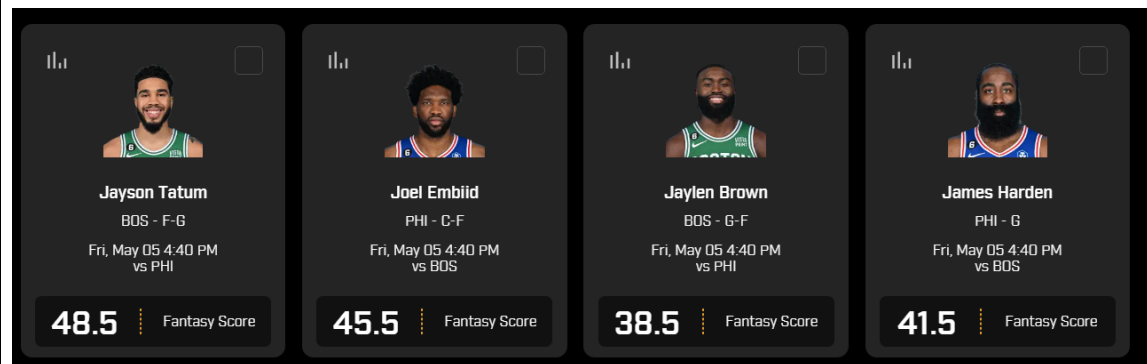 Jayson Tatum
BOS - F-G
Fri, May 05 4:40 PM
vs PHI
48.5 Fantasy Score
Joel Embiid
PHI - C-F
Fri, May 05 4:40 PM
vs BOS
45.5 Fantasy Score
Jaylen Brown
BOS - G-F
Fri, May 05 4:40 PM
vs PHI
38.5 Fantasy Score
James Harden
PHI - G
Fri, May 05 4:40 PM
vs BOS
41.5 Fantasy Score